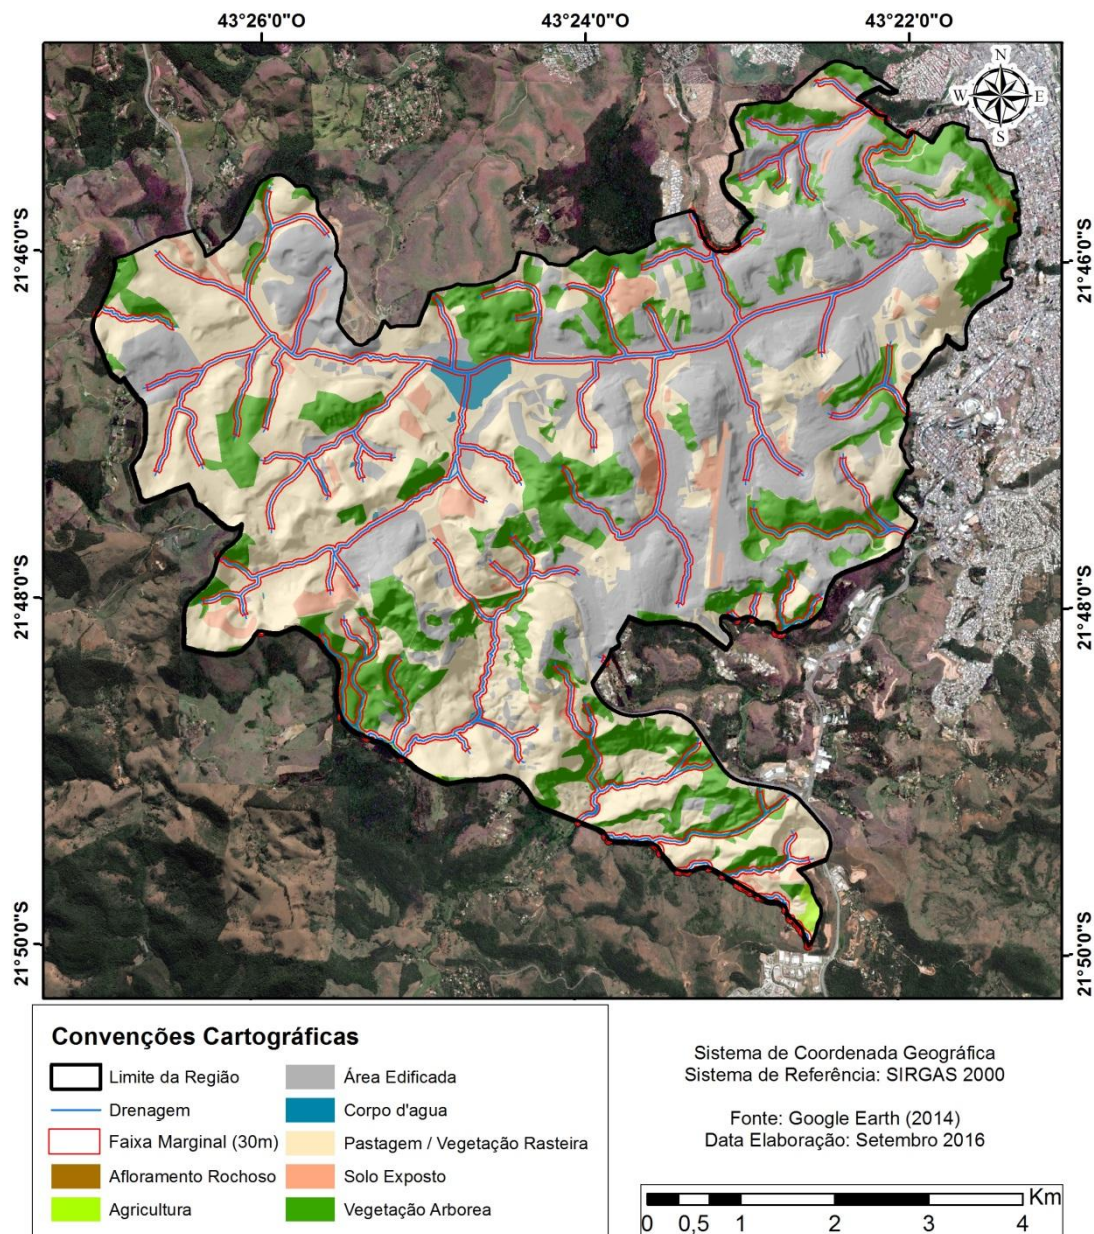 43°26'0"O
43°24'0"O
43°22'0"O
N
W
E
S
21°46'0"S
21°46'0"S
21°48'0"S
21°48'0"S
21°50'0"S
21°50'0"S
Convenções Cartográficas
Limite da Região
Drenagem
Faixa Marginal (30m)
Afloramento Rochoso
Agricultura
Área Edificada
Corpo d'agua
Pastagem / Vegetação Rasteira
Solo Exposto
Vegetação Arborea
Sistema de Coordenada Geográfica
Sistema de Referência: SIRGAS 2000
Fonte: Google Earth (2014)
Data Elaboração: Setembro 2016
Km
0 0,5 1 2 3 4